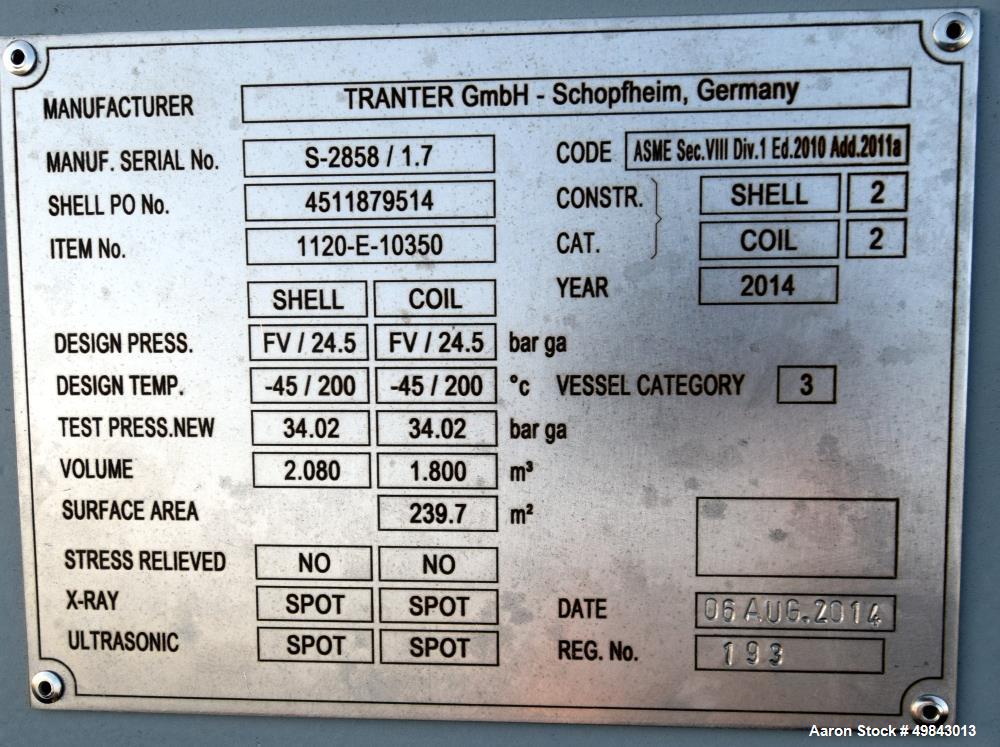 MANUFACTURER TRANTER GmbH - Schopfheim, Germany
MANUF. SERIAL No. S-2858 / 1.7 CODE ASME Sec.VIII Div.1 Ed.2010 Add.2011a
SHELL PO No. 4511879514 CONSTR. SHELL 2
ITEM No. 1120-E-10350 CAT. COIL 2
SHELL COIL YEAR 2014
DESIGN PRESS. FV / 24.5 FV / 24.5 bar ga
DESIGN TEMP. -45 / 200 -45 / 200 °c VESSEL CATEGORY 3
TEST PRESS.NEW 34.02 34.02 bar ga
VOLUME 2.080 1.800 m³
SURFACE AREA 239.7 m²
STRESS RELIEVED NO NO
X-RAY SPOT SPOT DATE 06 AUG.2014
ULTRASONIC SPOT SPOT REG. No. 193
Aaron Stock # 49843013